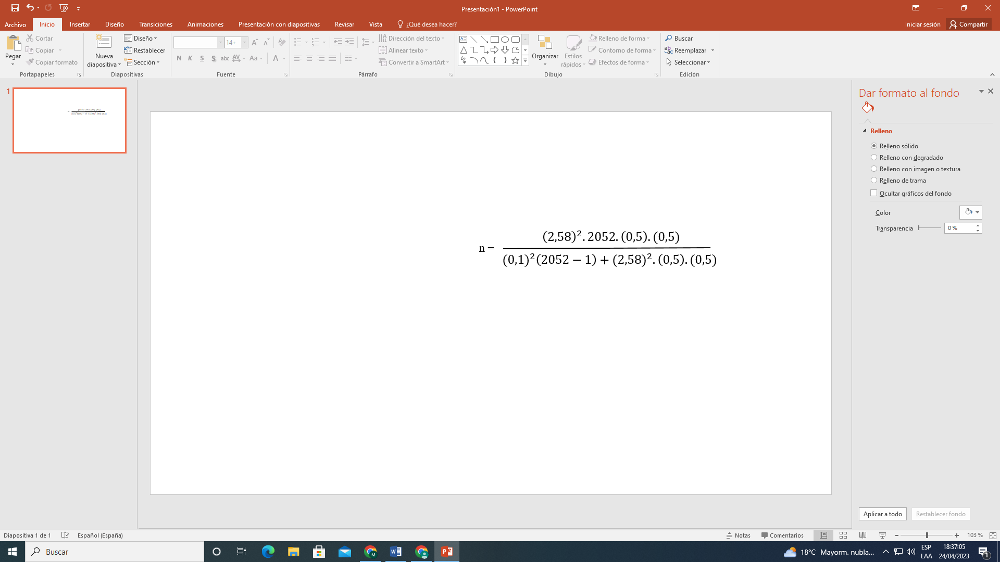 Presentación1 - PowerPoint
Archivo Inicio Insertar Diseño Transiciones Animaciones Presentación con diapositivas Revisar Vista ¿Qué desea hacer? Iniciar sesión Compartir
Pegar
Cortar
Copiar
Copiar formato
Portapapeles
Nueva diapositiva
Diseño
Restablecer
Sección
Diapositivas
14+
N K S S abc AV Aa A
Fuente
Dirección del texto
Alinear texto
Convertir a SmartArt
Párrafo
Organizar
Estilos rápidos
Relleno de forma
Contorno de forma
Efectos de forma
Dibujo
Buscar
Reemplazar
Seleccionar
Edición
1
n = (2,58)². 2052. (0,5). (0,5)
(0,1)²(2052 − 1) + (2,58)². (0,5). (0,5)
Dar formato al fondo
Relleno
Relleno sólido
Relleno con degradado
Relleno con imagen o textura
Relleno de trama
Ocultar gráficos del fondo
Color
Transparencia 0 %
Aplicar a todo Restablecer fondo
Diapositiva 1 de 1 Español (España) Notas Comentarios 103 %
Buscar
18°C Mayorm. nubla...
ESP
LAA
18:37:05
24/04/2023
1